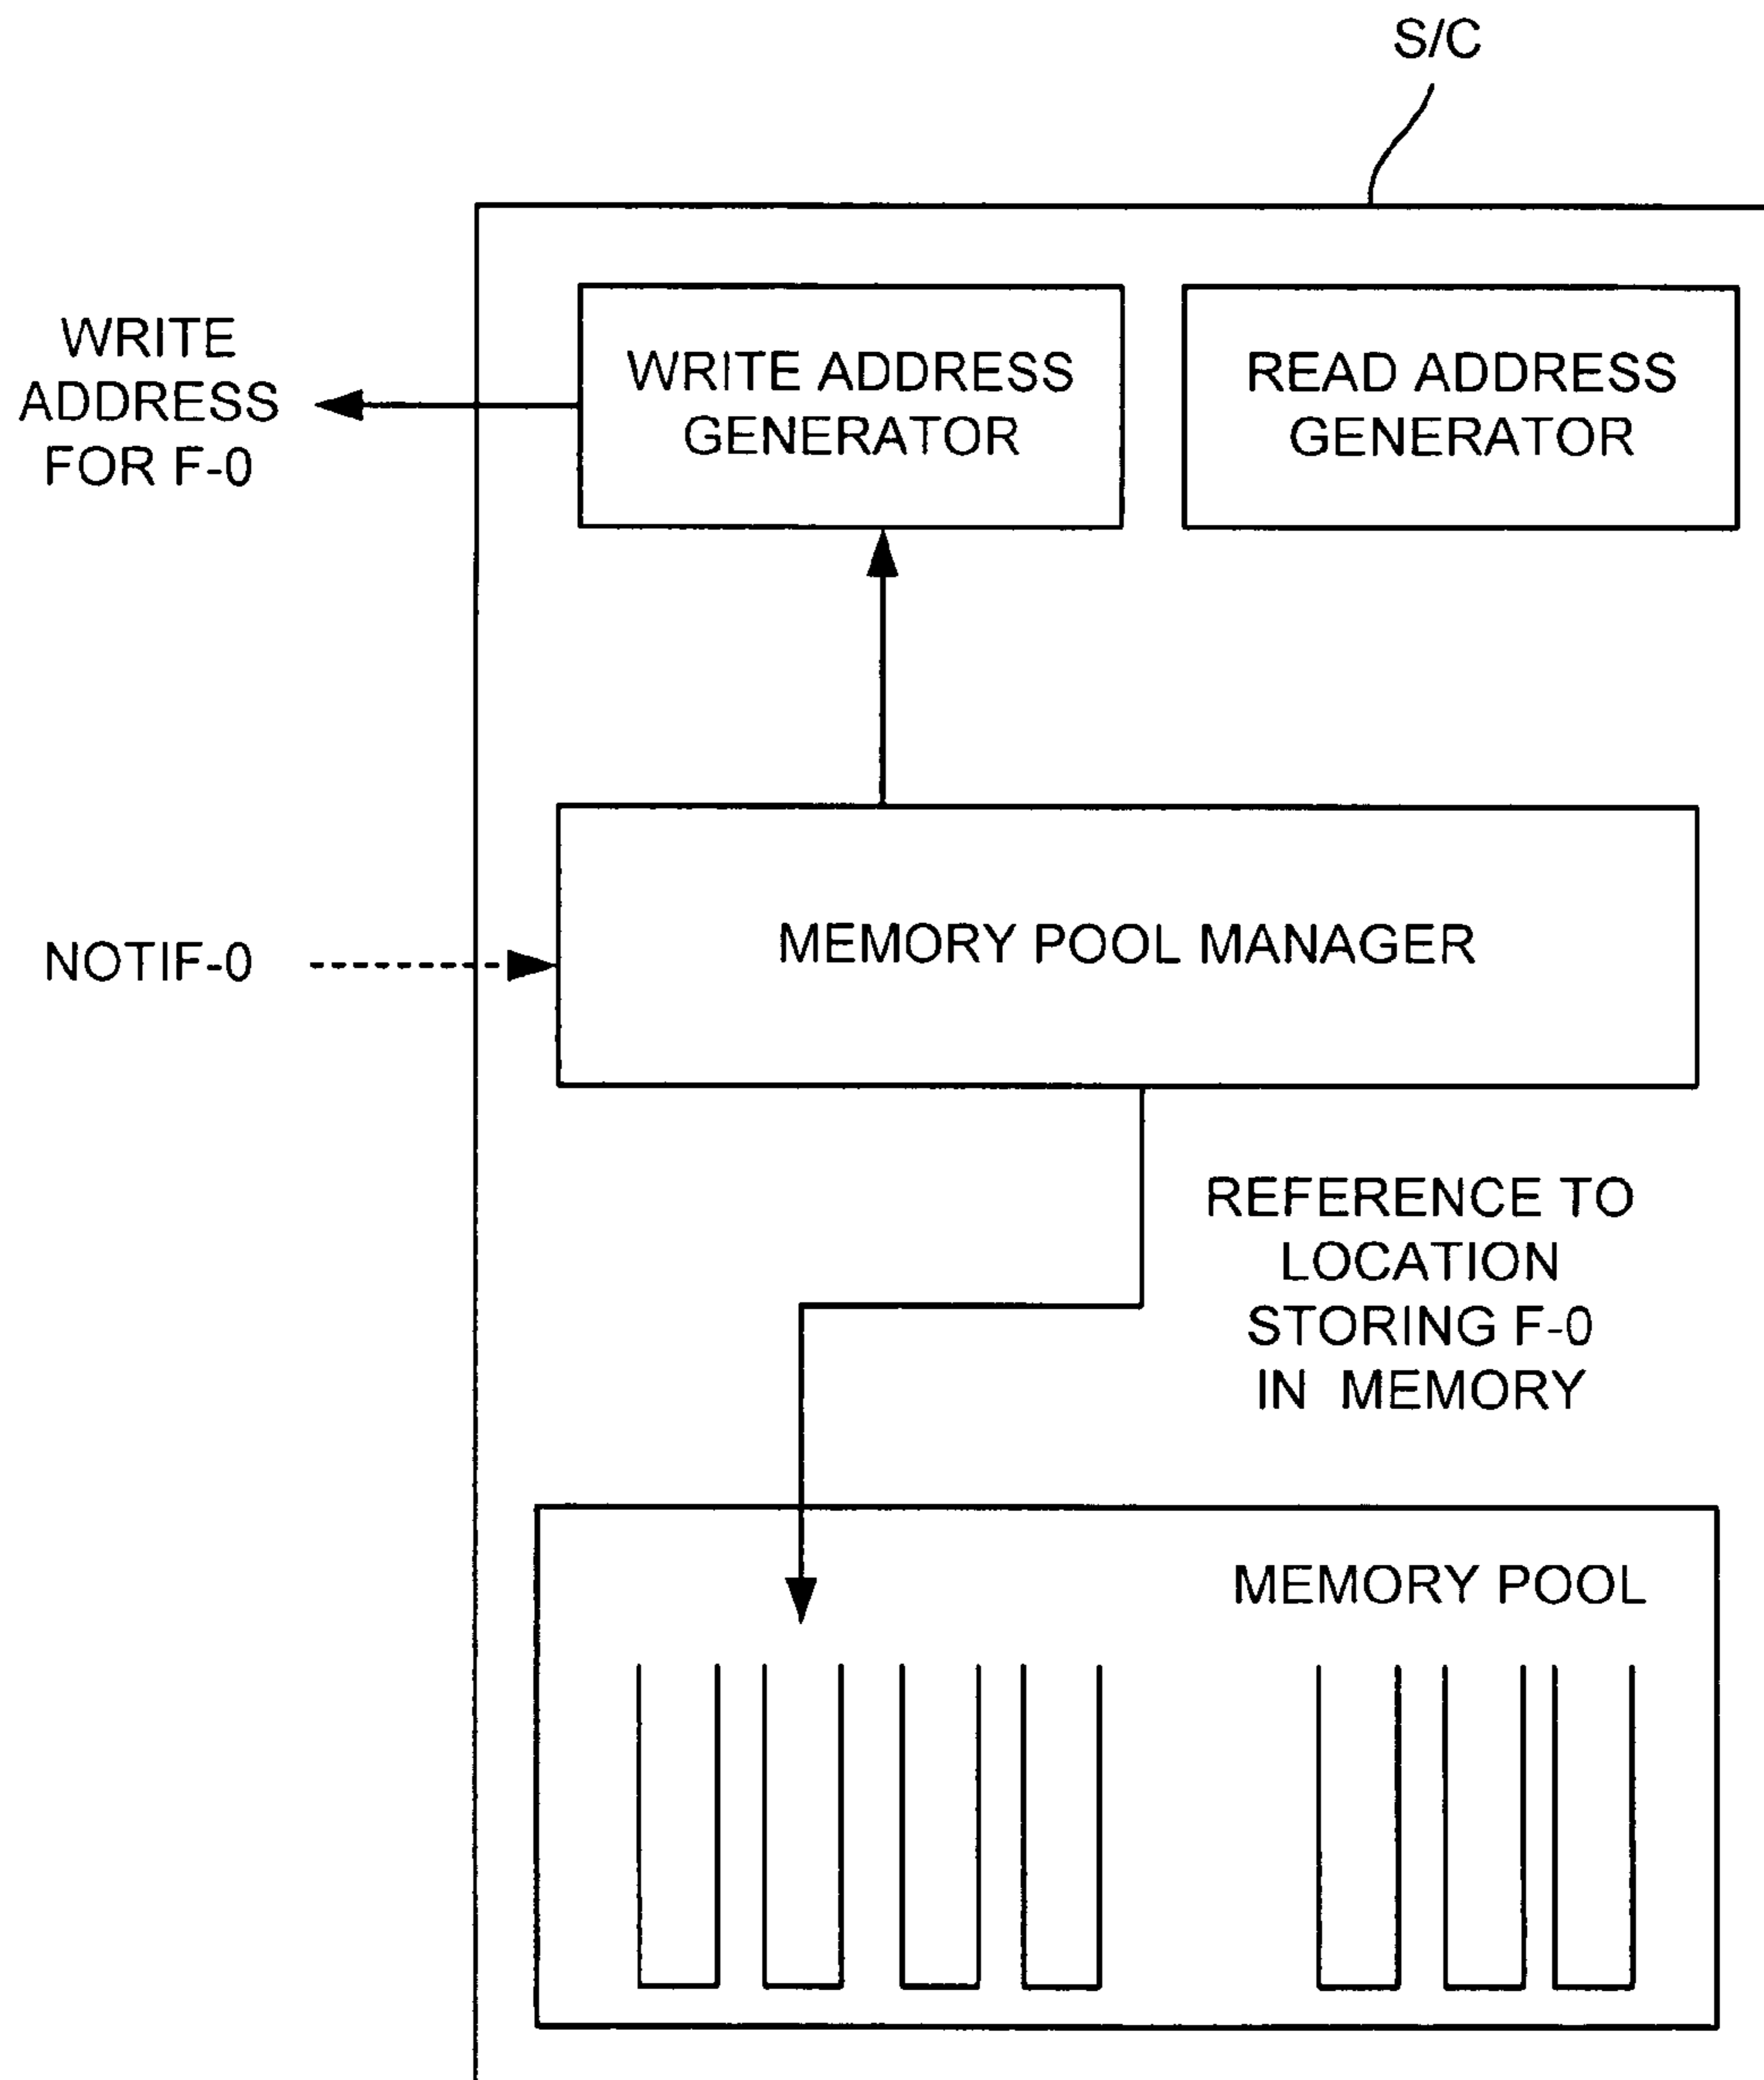 S/C
WRITE
ADDRESS
FOR F-0
WRITE ADDRESS
GENERATOR
READ ADDRESS
GENERATOR
NOTIF-0
MEMORY POOL MANAGER
REFERENCE TO
LOCATION
STORING F-0
IN MEMORY
MEMORY POOL